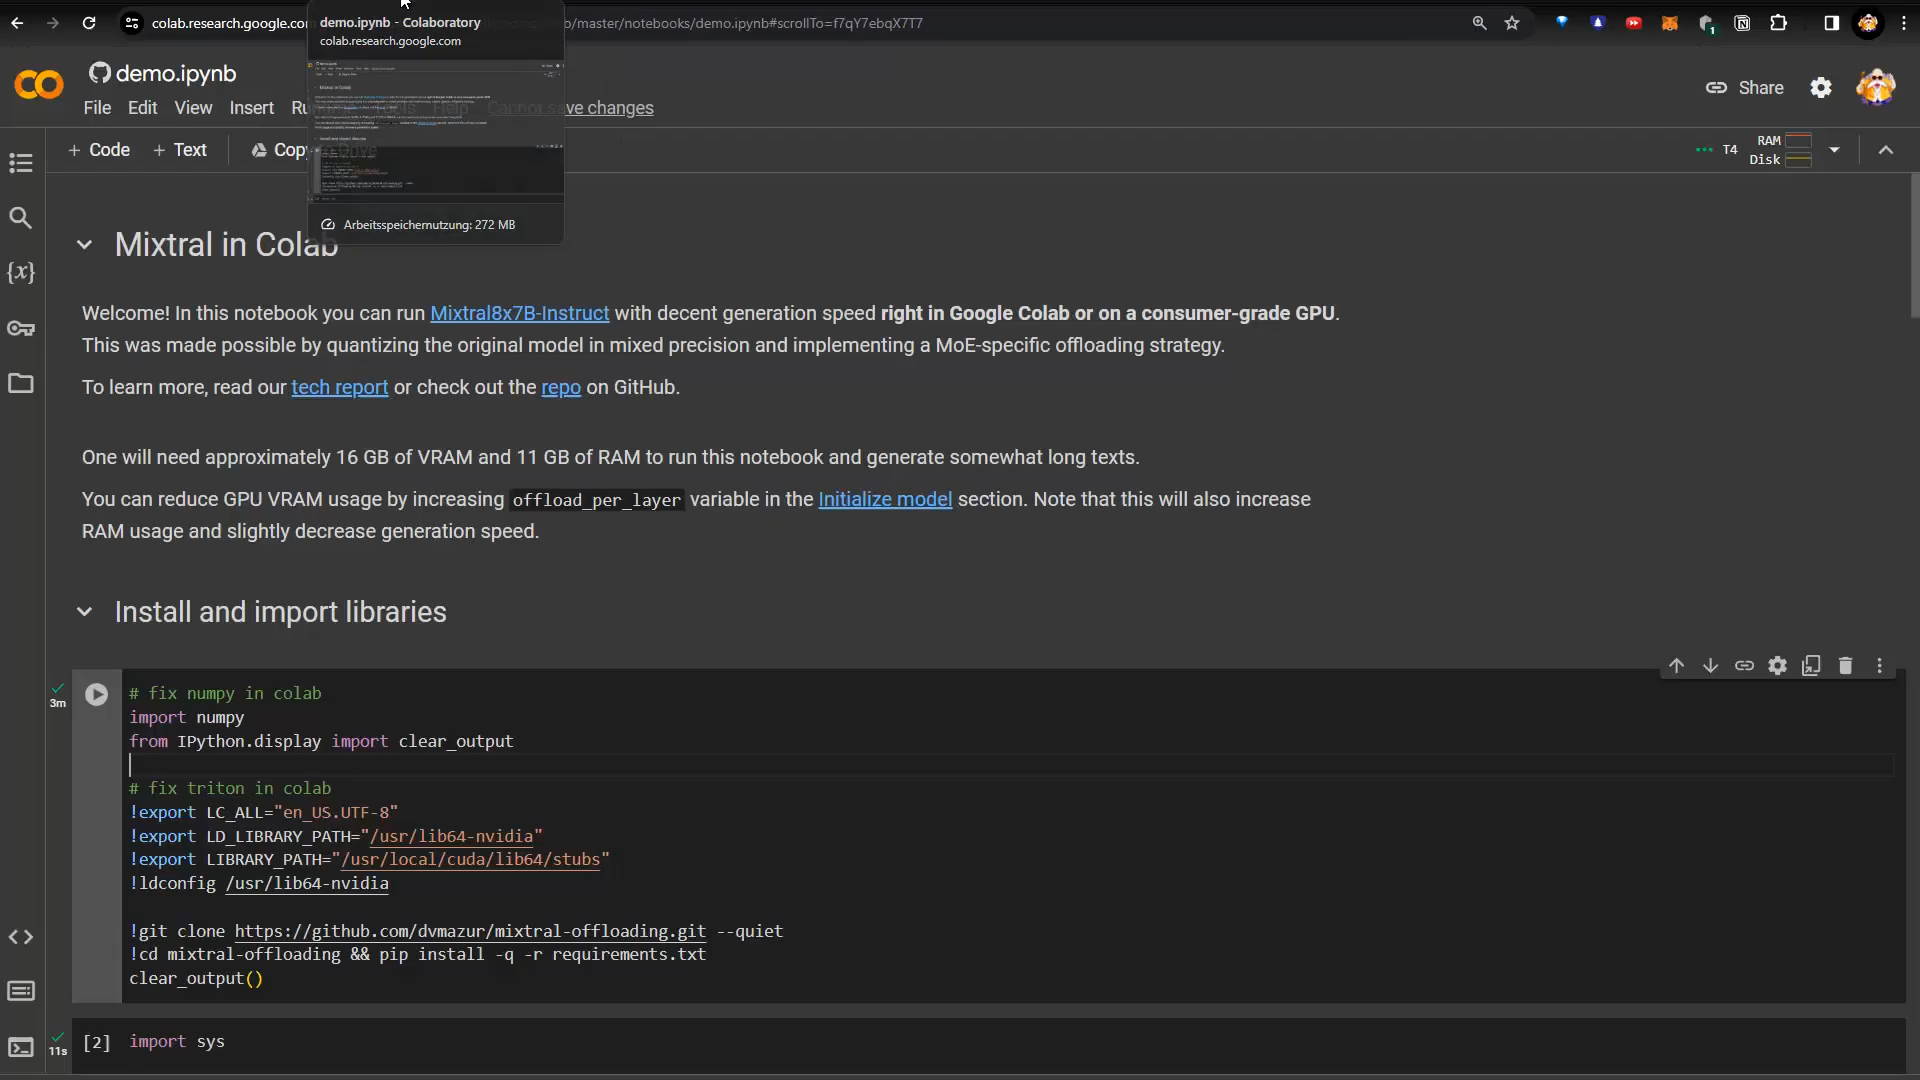 demo.ipynb - Colaboratory
colab.research.google.com
colab.research.google.com
/master/notebooks/demo.ipynb#scrollTo=f7qY7ebqX7T7
demo.ipynb
File Edit View Insert
Help Cannot save changes
Share
+ Code + Text
Copy to Drive
T4 RAM
Disk
Arbeitsspeichernutzung: 272 MB
Mixtral in Colab
Welcome! In this notebook you can run Mixtral8x7B-Instruct with decent generation speed right in Google Colab or on a consumer-grade GPU.
This was made possible by quantizing the original model in mixed precision and implementing a MoE-specific offloading strategy.
To learn more, read our tech report or check out the repo on GitHub.
One will need approximately 16 GB of VRAM and 11 GB of RAM to run this notebook and generate somewhat long texts.
You can reduce GPU VRAM usage by increasing offload_per_layer variable in the Initialize model section. Note that this will also increase
RAM usage and slightly decrease generation speed.
Install and import libraries
3m
# fix numpy in colab
import numpy
from IPython.display import clear_output
# fix triton in colab
!export LC_ALL="en_US.UTF-8"
!export LD_LIBRARY_PATH="/usr/lib64-nvidia"
!export LIBRARY_PATH="/usr/local/cuda/lib64/stubs"
!ldconfig /usr/lib64-nvidia
!git clone https://github.com/dvmazur/mixtral-offloading.git --quiet
!cd mixtral-offloading && pip install -q -r requirements.txt
clear_output()
11s
[2] import sys